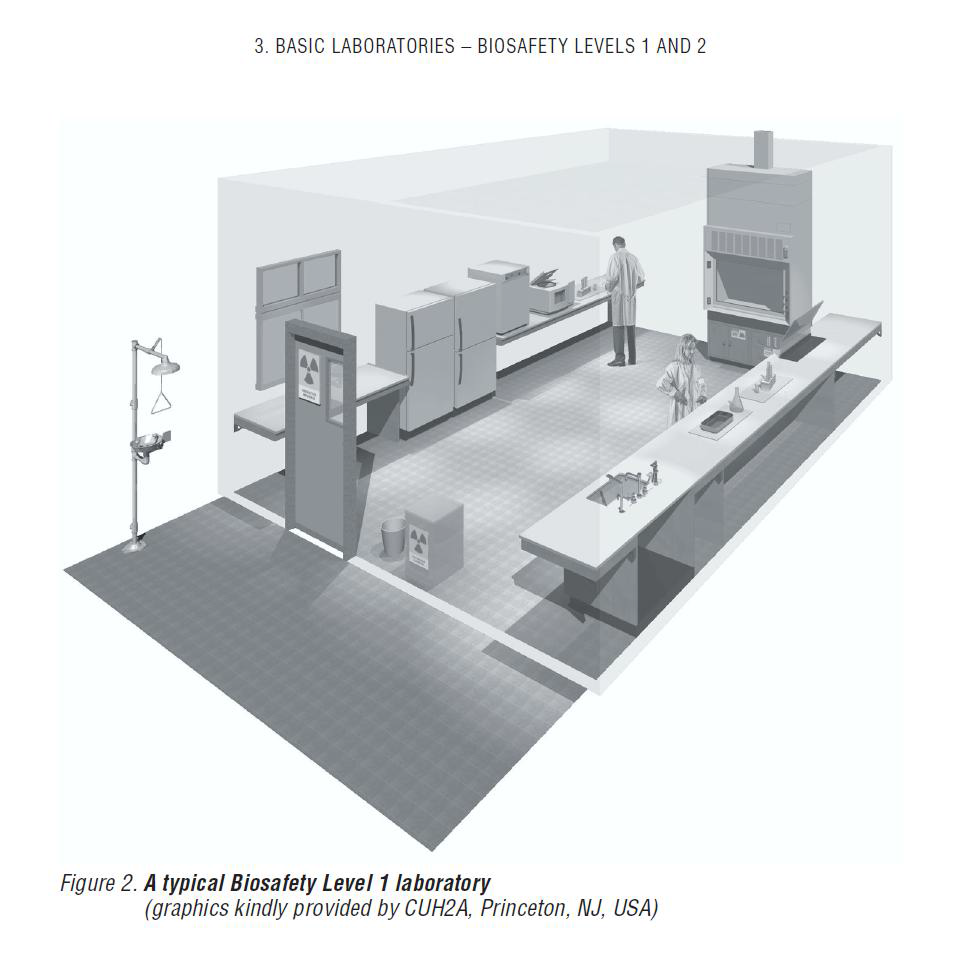 3. BASIC LABORATORIES – BIOSAFETY LEVELS 1 AND 2
Figure 2. A typical Biosafety Level 1 laboratory
(graphics kindly provided by CUH2A, Princeton, NJ, USA)